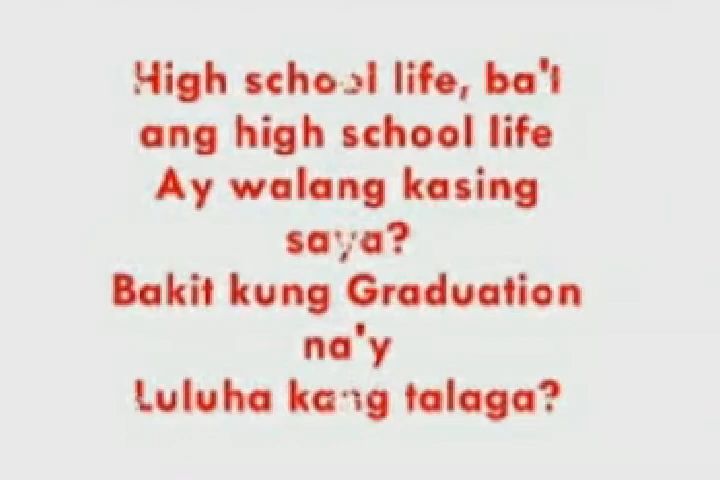 High school life, ba't
ang high school life
Ay walang kasing
saya?
Bakit kung Graduation
na'y
Luluha kang talaga?